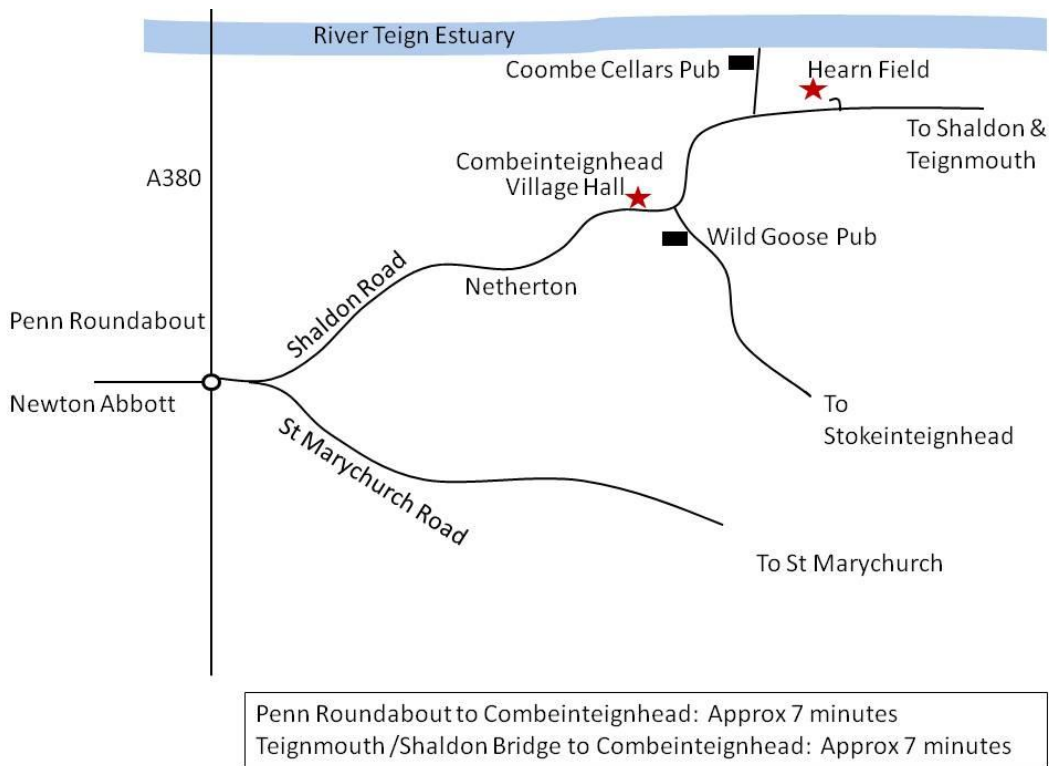 River Teign Estuary
Coombe Cellars Pub
Hearn Field
To Shaldon &
Teignmouth
A380
Combeinteignhead
Village Hall
Wild Goose Pub
Shaldon Road
Netherton
Penn Roundabout
Newton Abbott
To
Stokeinteignhead
St Marychurch Road
To St Marychurch
Penn Roundabout to Combeinteignhead: Approx 7 minutes
Teignmouth /Shaldon Bridge to Combeinteignhead: Approx 7 minutes